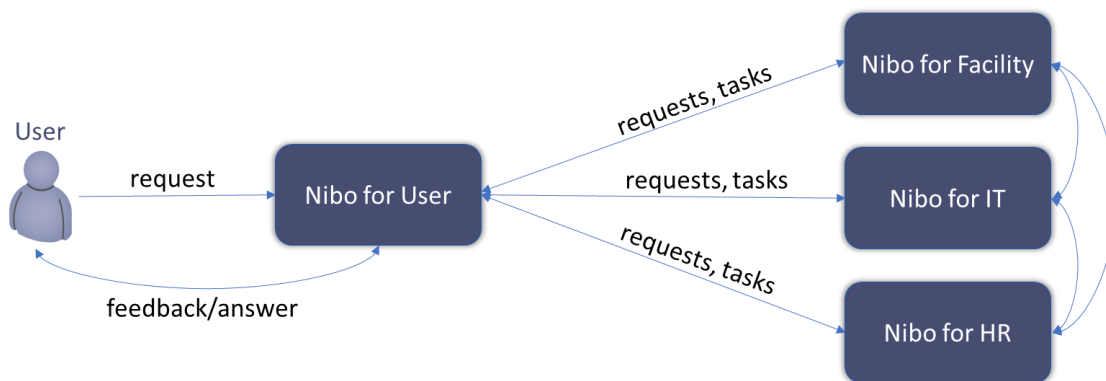 User
request
feedback/answer
Nibo for User
requests, tasks
requests, tasks
requests, tasks
Nibo for Facility
Nibo for IT
Nibo for HR